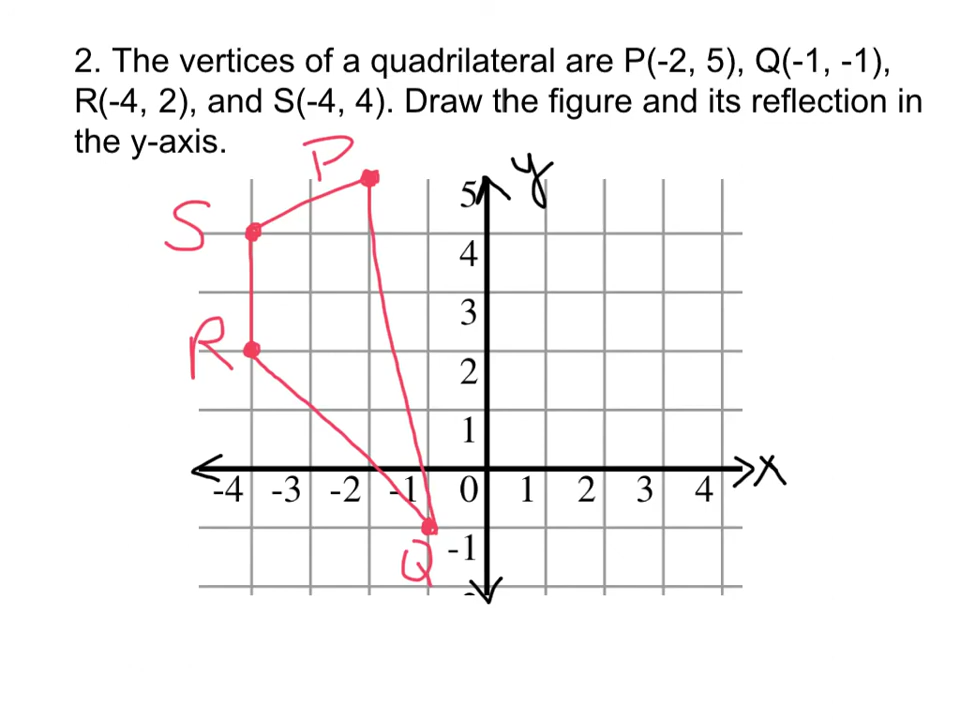 2. The vertices of a quadrilateral are P(-2, 5), Q(-1, -1),
R(-4, 2), and S(-4, 4). Draw the figure and its reflection in
the y-axis.
P
5 y
S
4
3
R
2
1
-4 -3 -2 -1 0 1 2 3 4 x
Q -1